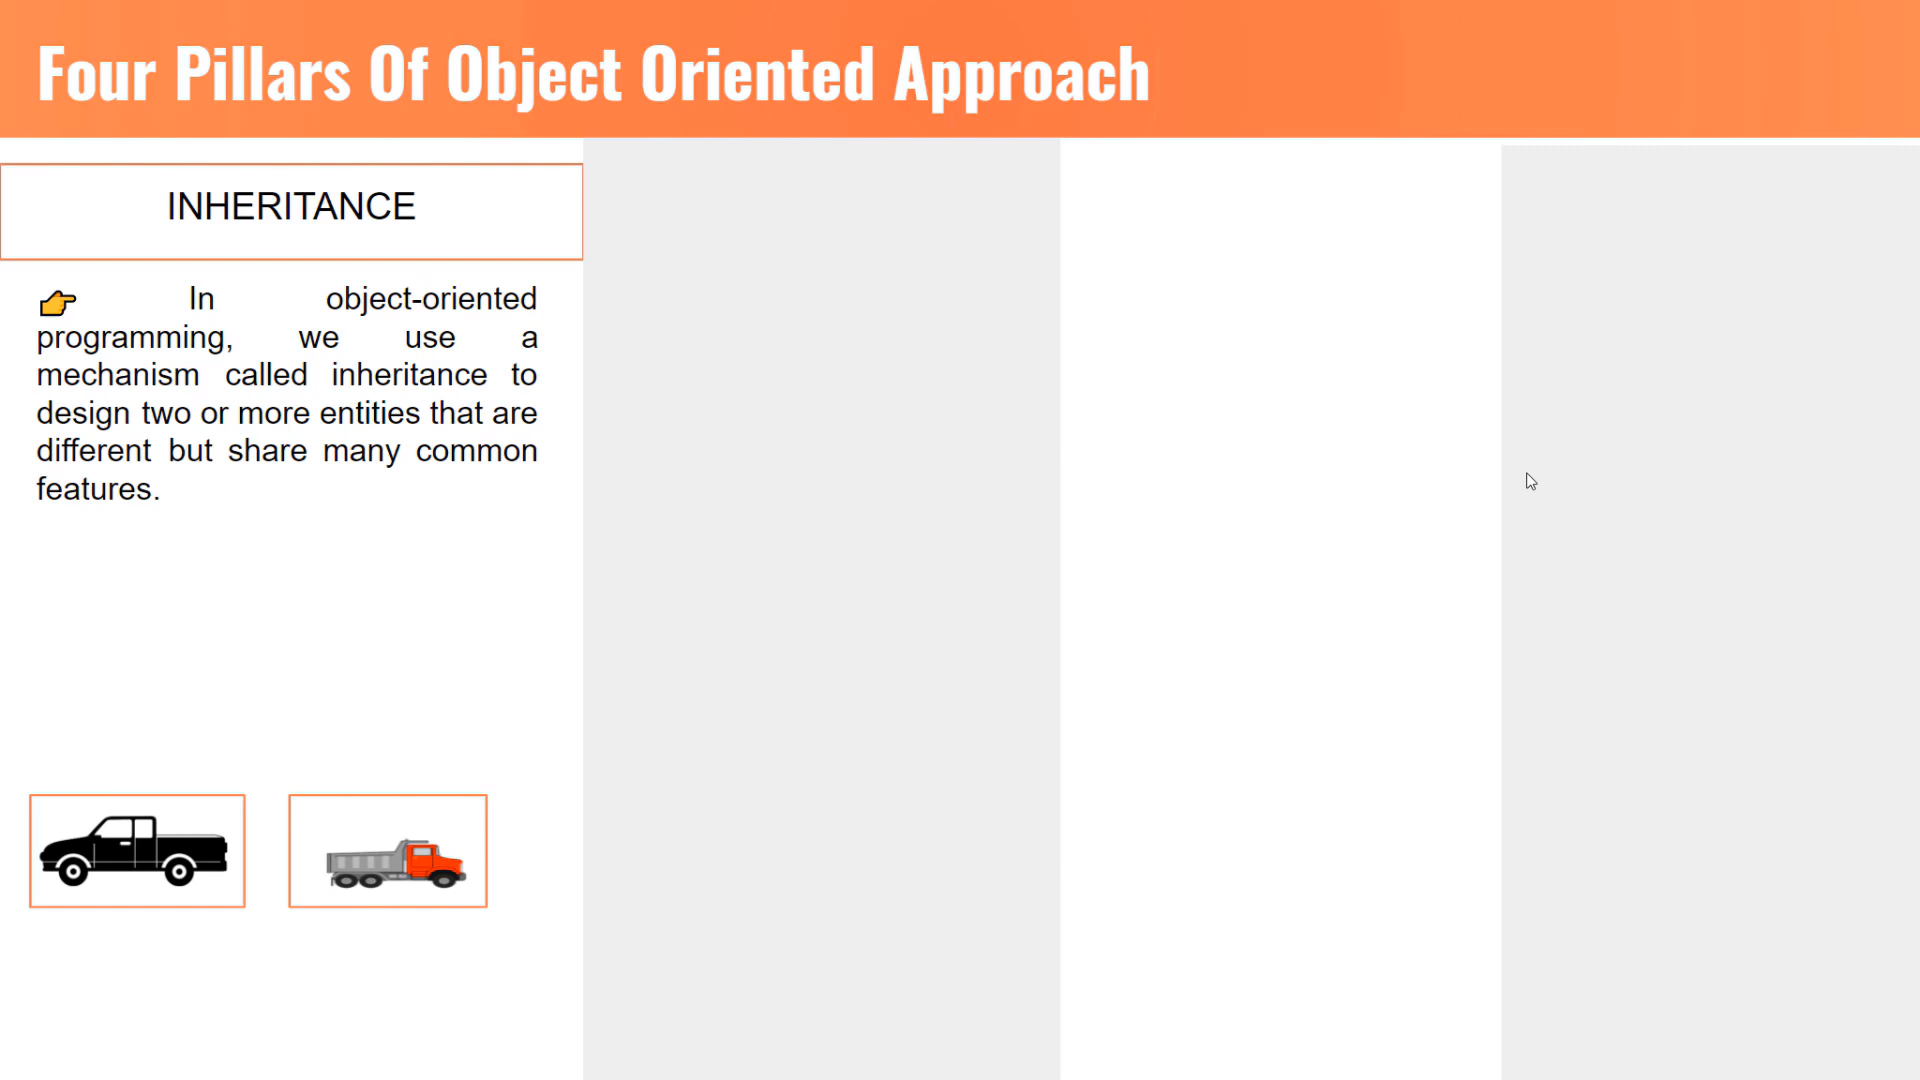 Four Pillars Of Object Oriented Approach
INHERITANCE
👉 In object-oriented
programming, we use a
mechanism called inheritance to
design two or more entities that are
different but share many common
features.